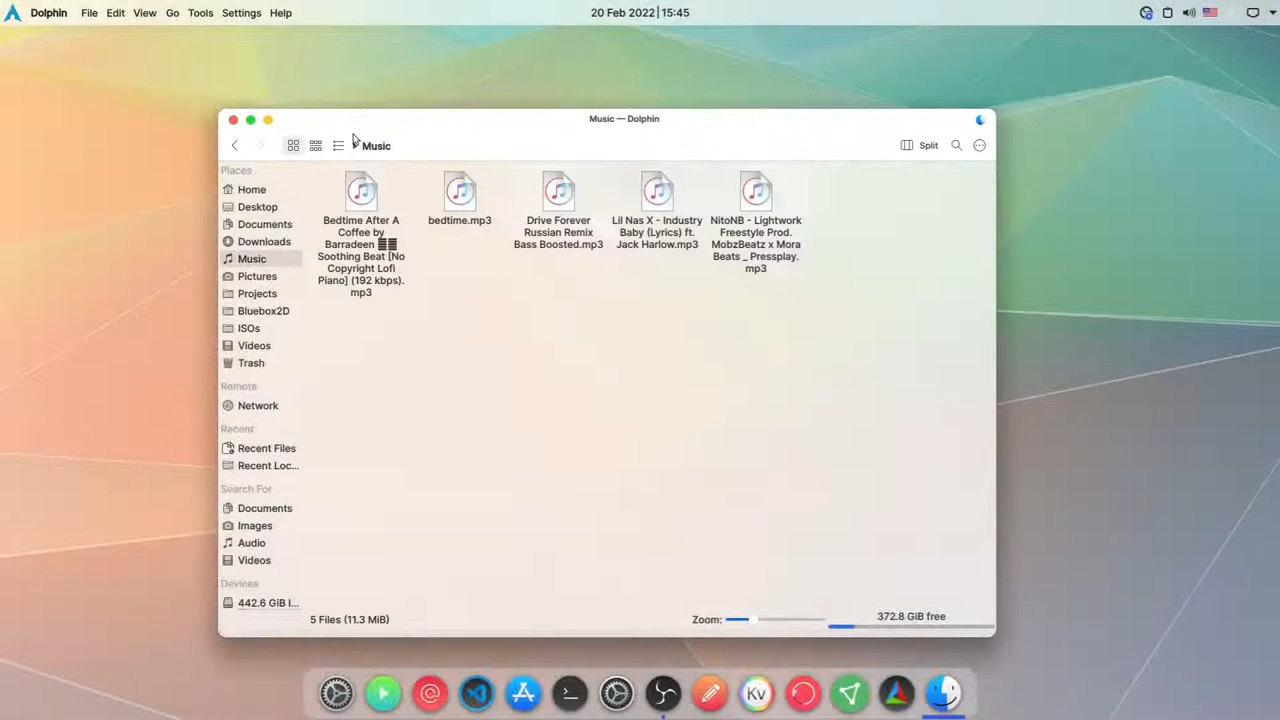 Dolphin File Edit View Go Tools Settings Help
20 Feb 2022 | 15:45
Music — Dolphin
Music
Split
Places
Home
Desktop
Documents
Downloads
Music
Pictures
Projects
Bluebox2D
ISOs
Videos
Trash
Remote
Network
Recent
Recent Files
Recent Loc...
Search For
Documents
Images
Audio
Videos
Devices
442.6 GiB I...
Bedtime After A
Coffee by
Barradeen
Soothing Beat [No
Copyright Lofi
Piano] (192 kbps).
mp3
bedtime.mp3
Drive Forever
Russian Remix
Bass Boosted.mp3
Lil Nas X - Industry
Baby (Lyrics) ft.
Jack Harlow.mp3
NitoNB - Lightwork
Freestyle Prod.
MobzBeatz x Mora
Beats _ Pressplay.
mp3
5 Files (11.3 MiB)
Zoom:
372.8 GiB free
Kv